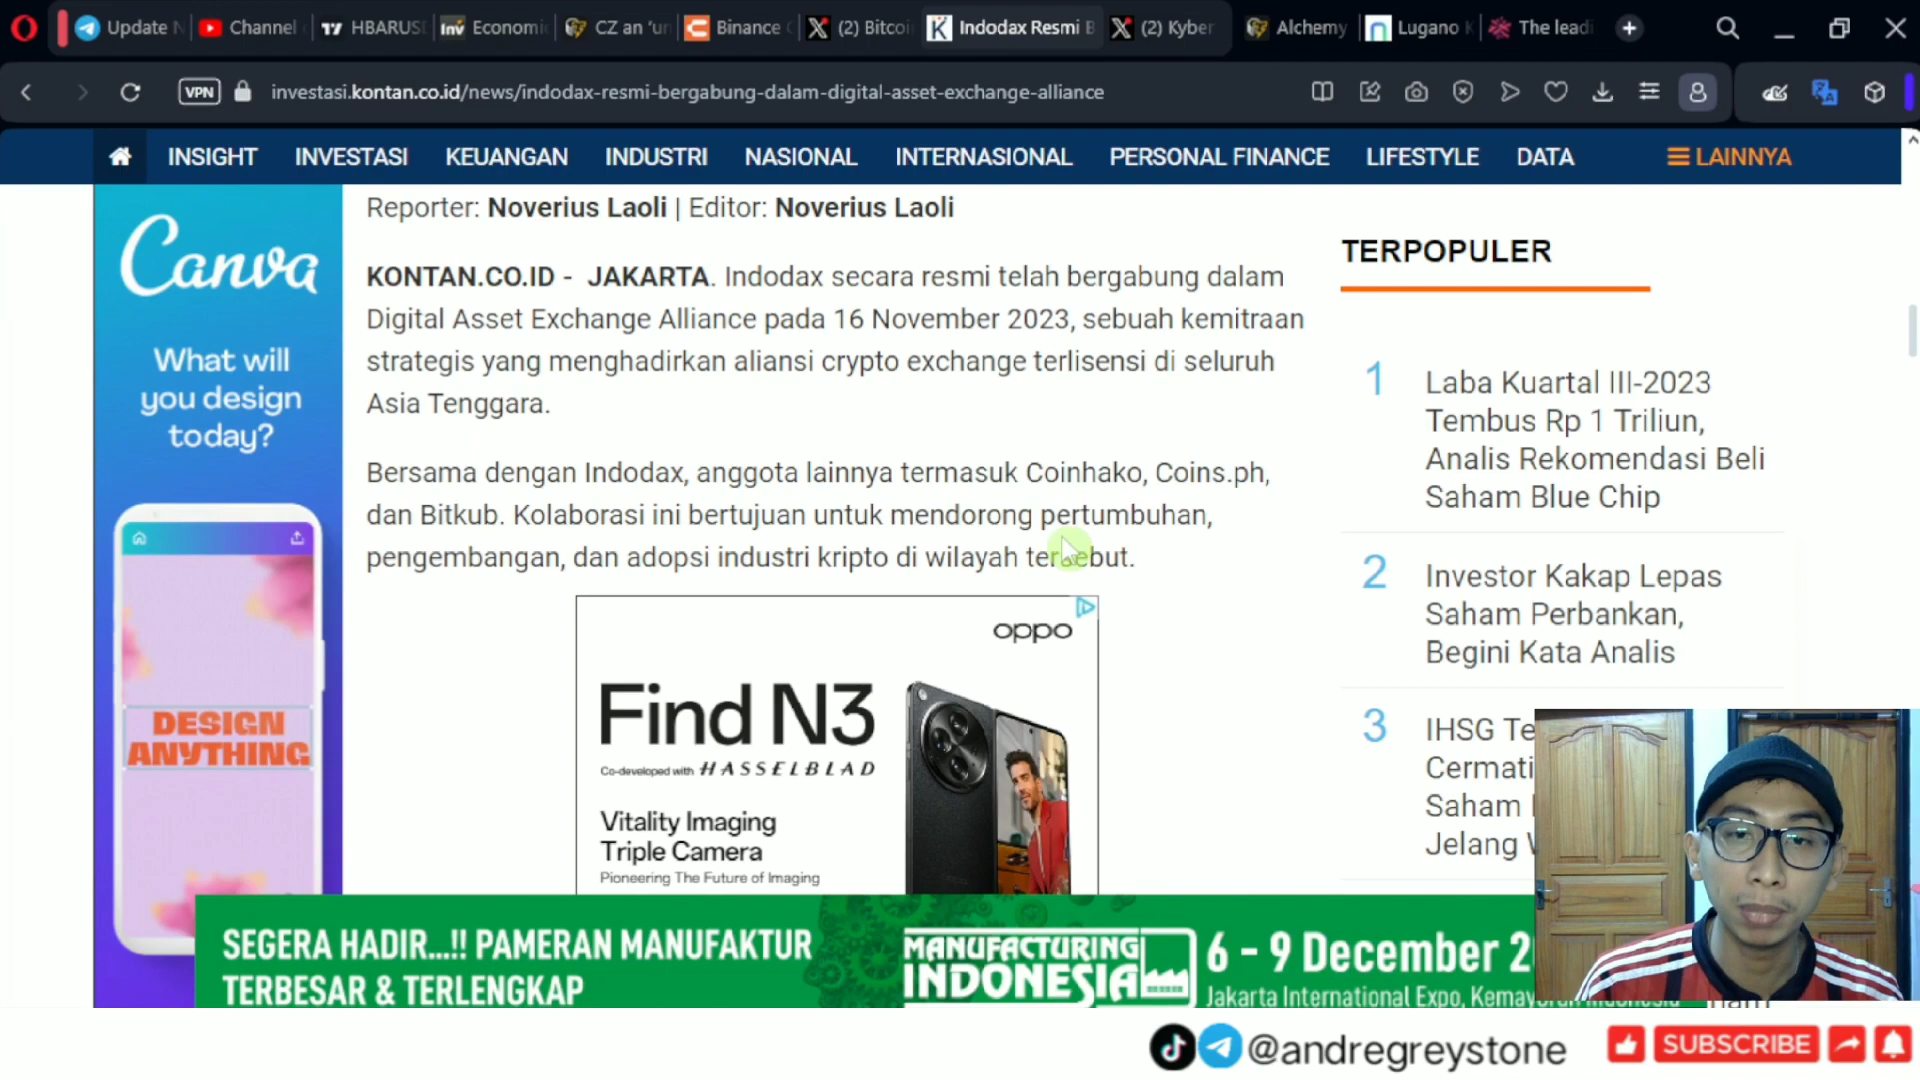 Update N
Channel
HBARUSD
Economic
CZ an 'un
Binance
(2) Bitcoi
Indodax Resmi B
(2) Kyber
Alchemy
Lugano
The leadi
VPN
investasi.kontan.co.id/news/indodax-resmi-bergabung-dalam-digital-asset-exchange-alliance
INSIGHT INVESTASI KEUANGAN INDUSTRI NASIONAL INTERNASIONAL PERSONAL FINANCE LIFESTYLE DATA LAINNYA
Canva
What will
you design
today?
DESIGN
ANYTHING
Reporter: Noverius Laoli | Editor: Noverius Laoli
KONTAN.CO.ID - JAKARTA. Indodax secara resmi telah bergabung dalam
Digital Asset Exchange Alliance pada 16 November 2023, sebuah kemitraan
strategis yang menghadirkan aliansi crypto exchange terlisensi di seluruh
Asia Tenggara.
Bersama dengan Indodax, anggota lainnya termasuk Coinhako, Coins.ph,
dan Bitkub. Kolaborasi ini bertujuan untuk mendorong pertumbuhan,
pengembangan, dan adopsi industri kripto di wilayah tersebut.
oppo
Find N3
Co-developed with HASSELBLAD
Vitality Imaging
Triple Camera
Pioneering The Future of Imaging
TERPOPULER
1
Laba Kuartal III-2023
Tembus Rp 1 Triliun,
Analis Rekomendasi Beli
Saham Blue Chip
2
Investor Kakap Lepas
Saham Perbankan,
Begini Kata Analis
3
IHSG Te
Cermati
Saham
Jelang
SEGERA HADIR...!! PAMERAN MANUFAKTUR
TERBESAR & TERLENGKAP
MANUFACTURING
INDONESIA
6 - 9 December 2
Jakarta International Expo, Kemayoran Indonesia
@andregreystone
SUBSCRIBE